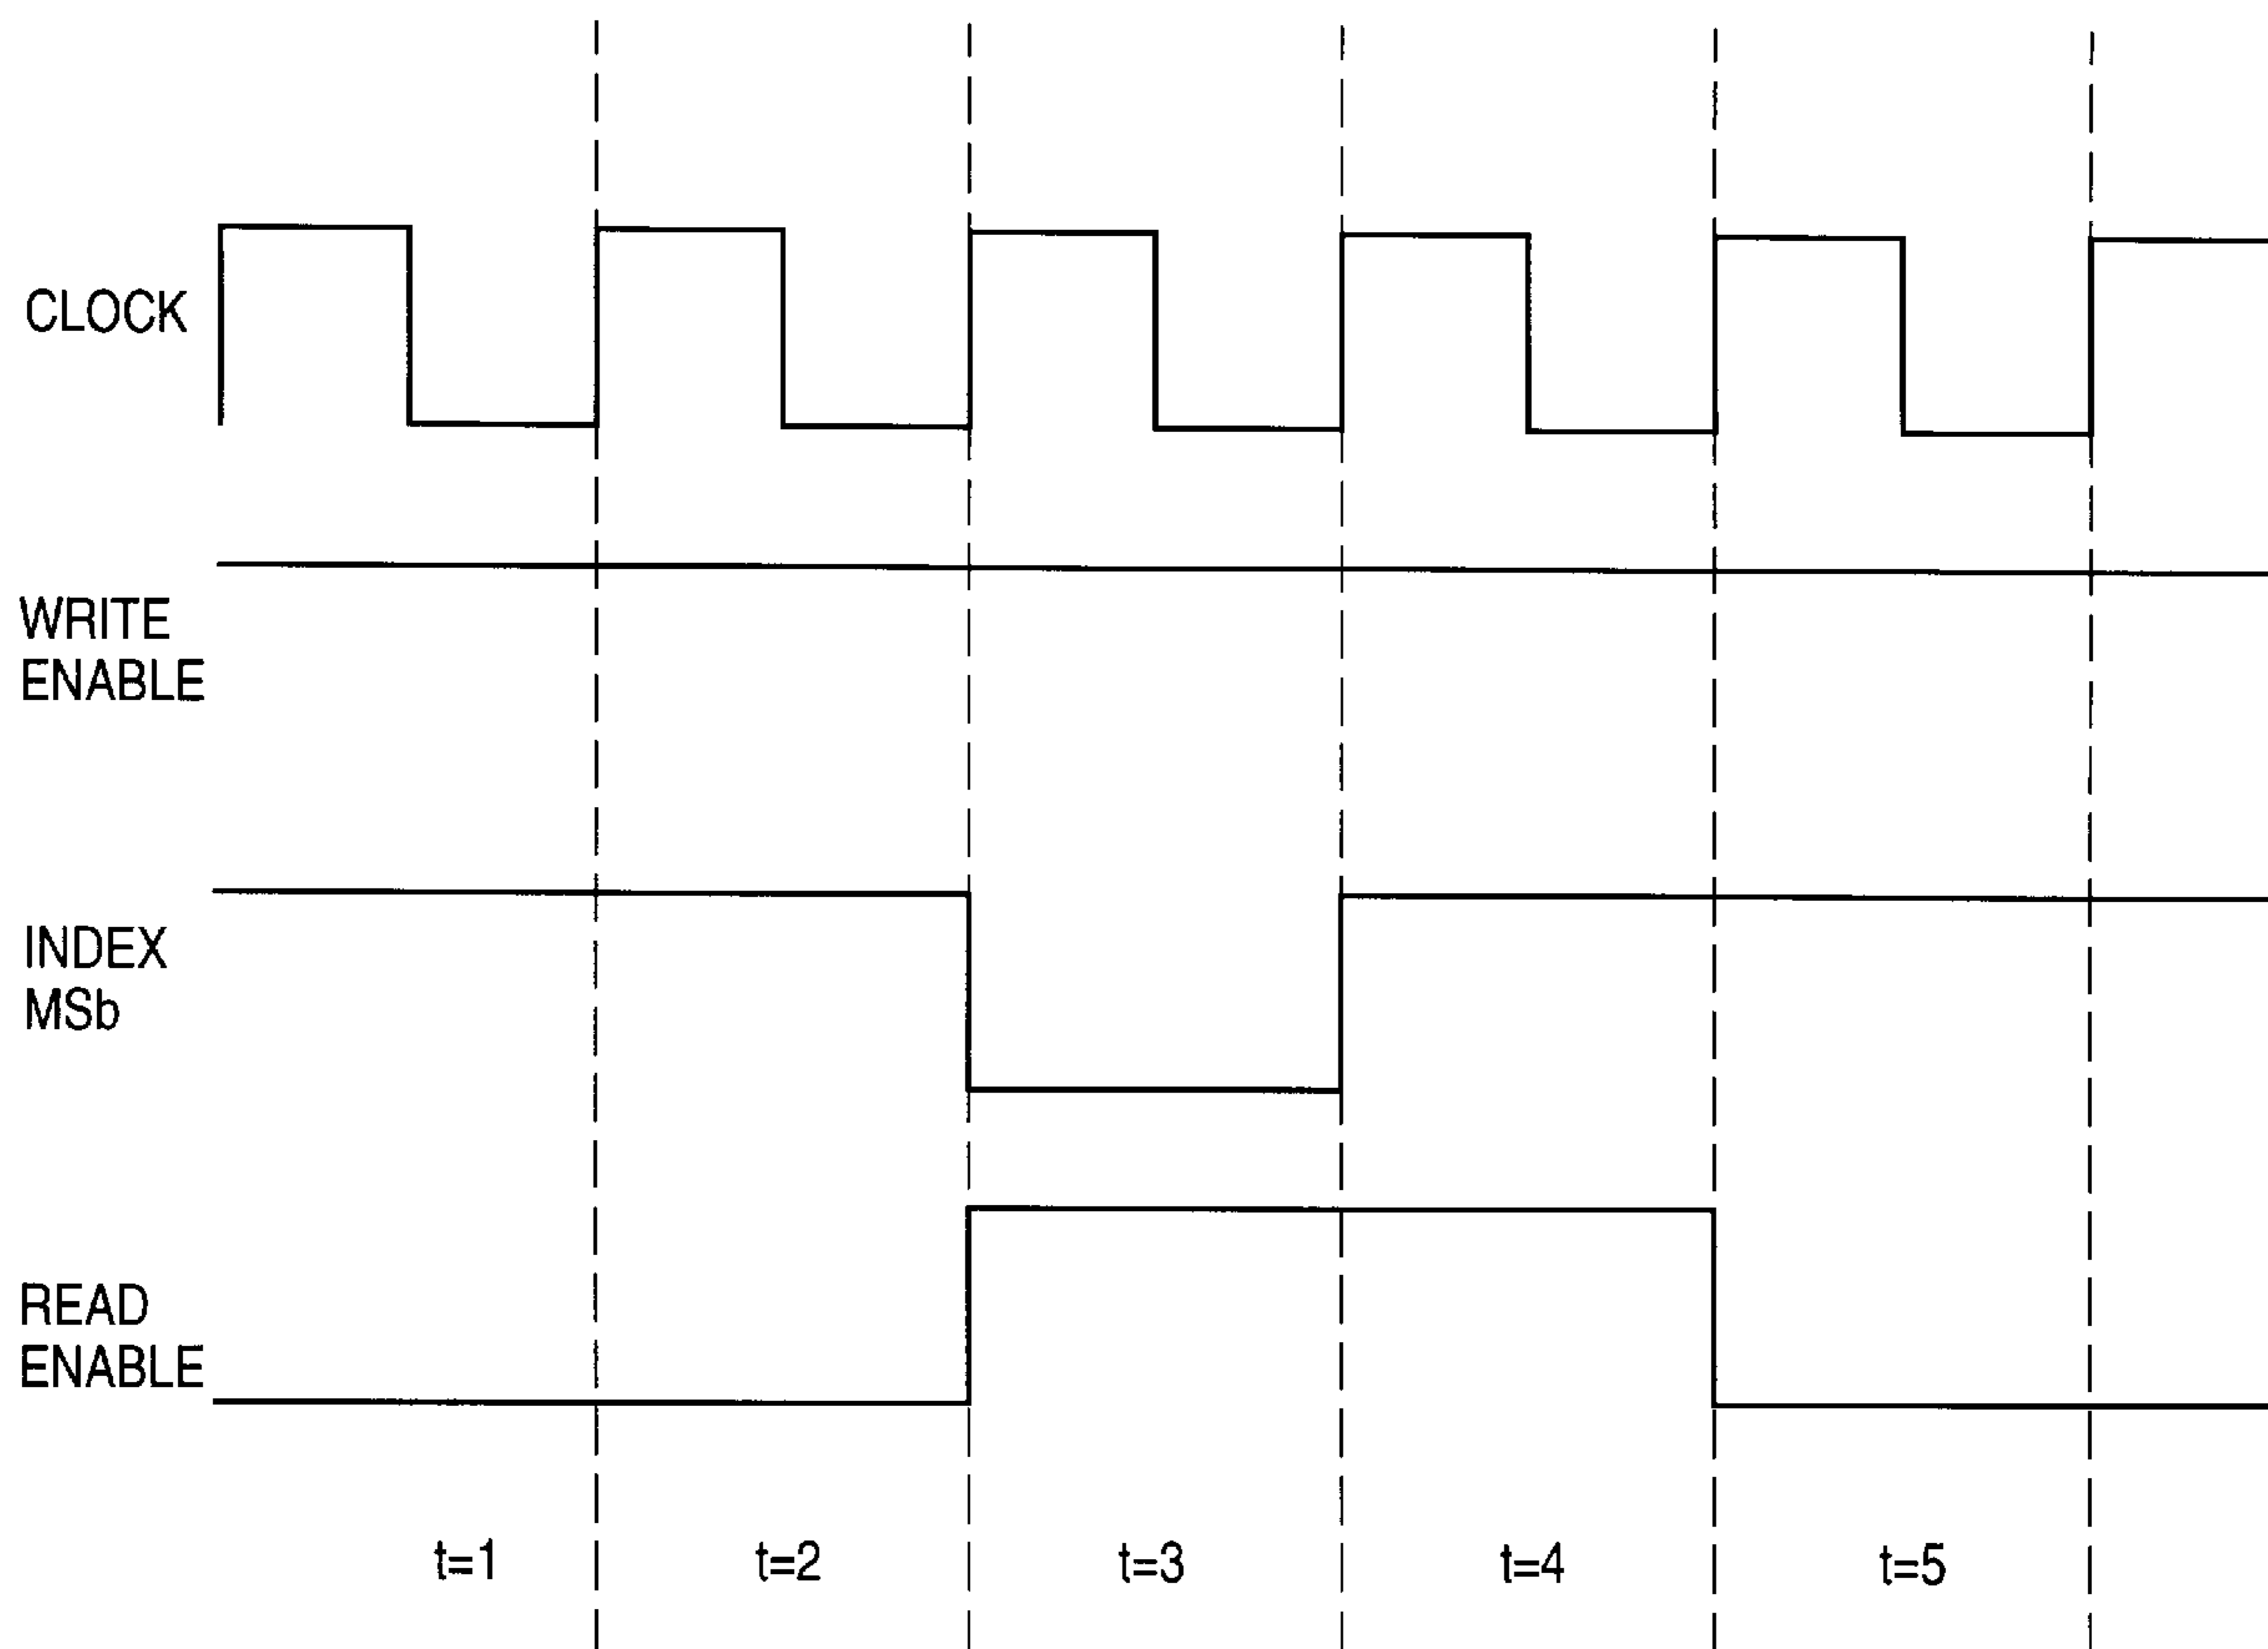 CLOCK
WRITE
ENABLE
INDEX
MSb
READ
ENABLE
t=1 t=2 t=3 t=4 t=5